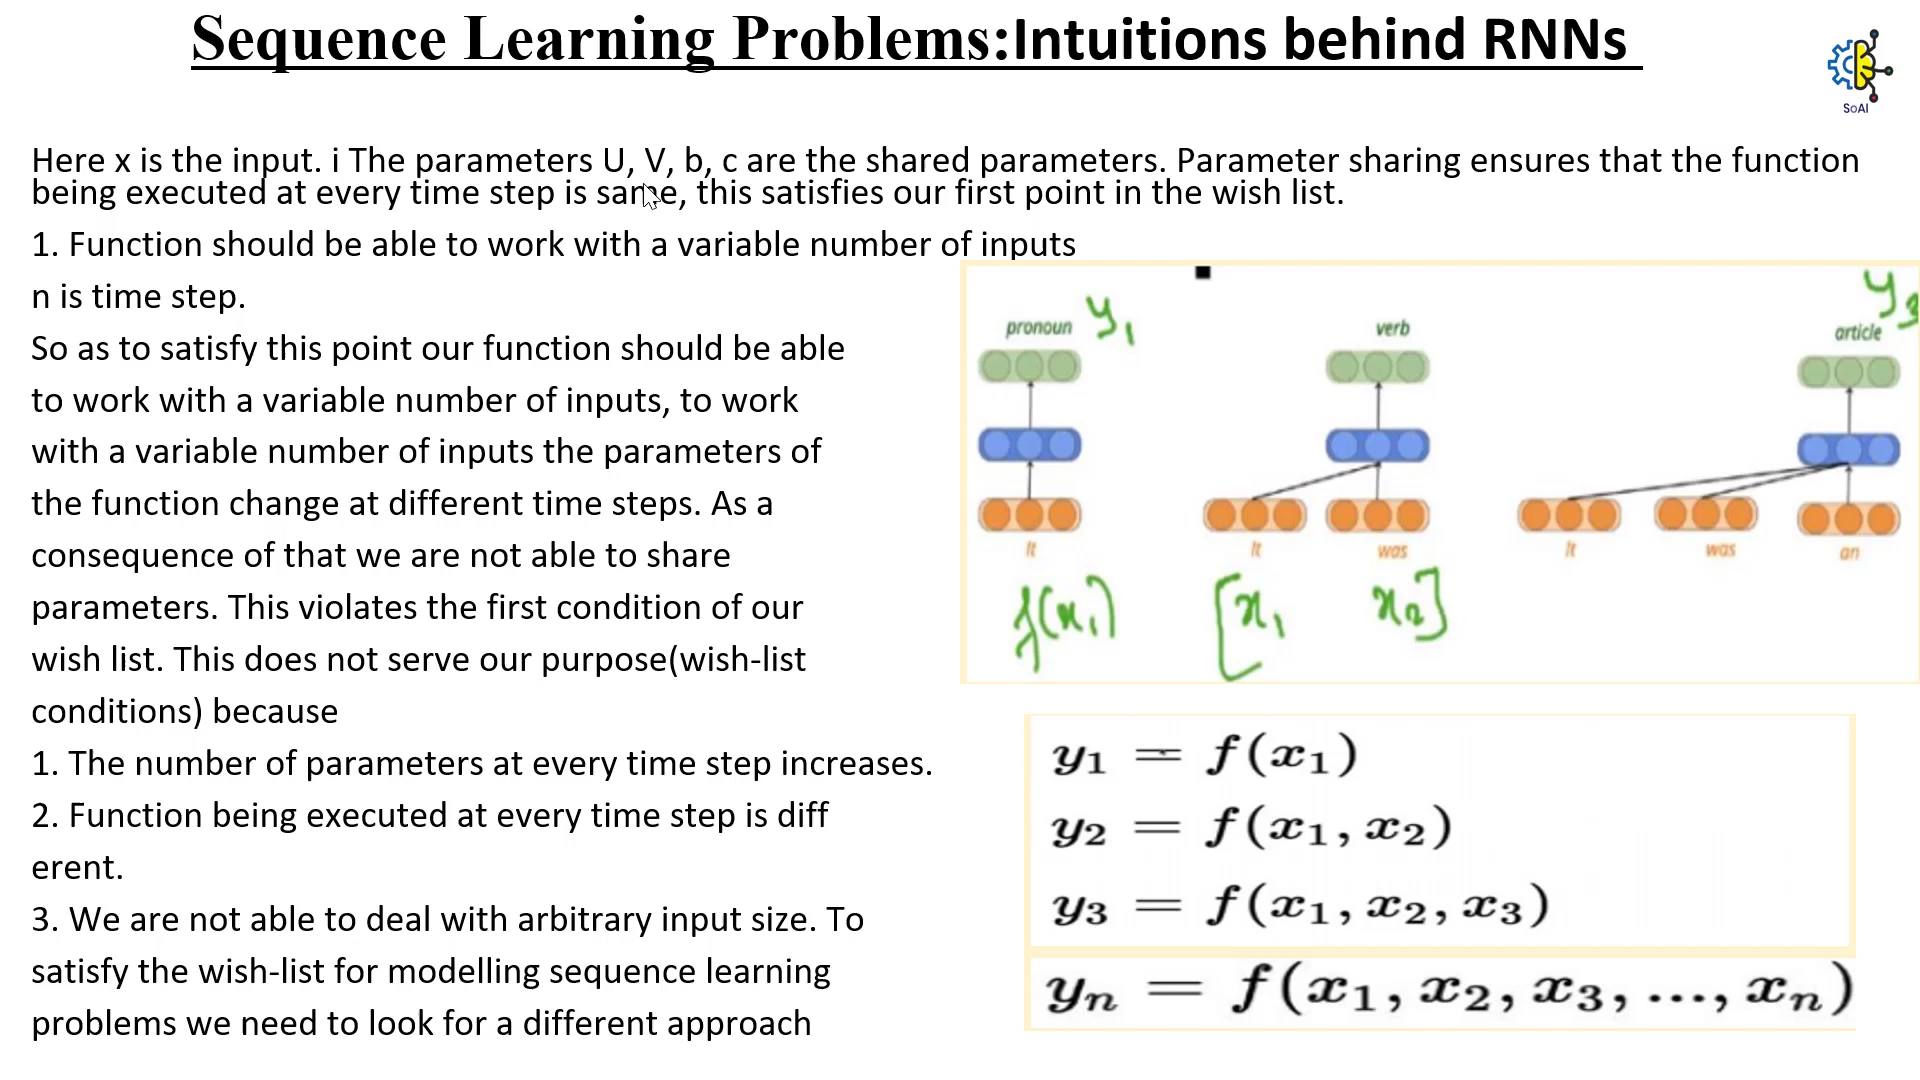 Sequence Learning Problems:Intuitions behind RNNs
SoAI
Here x is the input. i The parameters U, V, b, c are the shared parameters. Parameter sharing ensures that the function
being executed at every time step is same, this satisfies our first point in the wish list.
1. Function should be able to work with a variable number of inputs
n is time step.
So as to satisfy this point our function should be able
to work with a variable number of inputs, to work
with a variable number of inputs the parameters of
the function change at different time steps. As a
consequence of that we are not able to share
parameters. This violates the first condition of our
wish list. This does not serve our purpose(wish-list
conditions) because
1. The number of parameters at every time step increases.
2. Function being executed at every time step is diff
erent.
3. We are not able to deal with arbitrary input size. To
satisfy the wish-list for modelling sequence learning
problems we need to look for a different approach
pronoun y₁ verb article y₃
It It was It was an
f(x₁) [x₁ x₂]
y₁ = f(x₁)
y₂ = f(x₁, x₂)
y₃ = f(x₁, x₂, x₃)
yₙ = f(x₁, x₂, x₃, ..., xₙ)